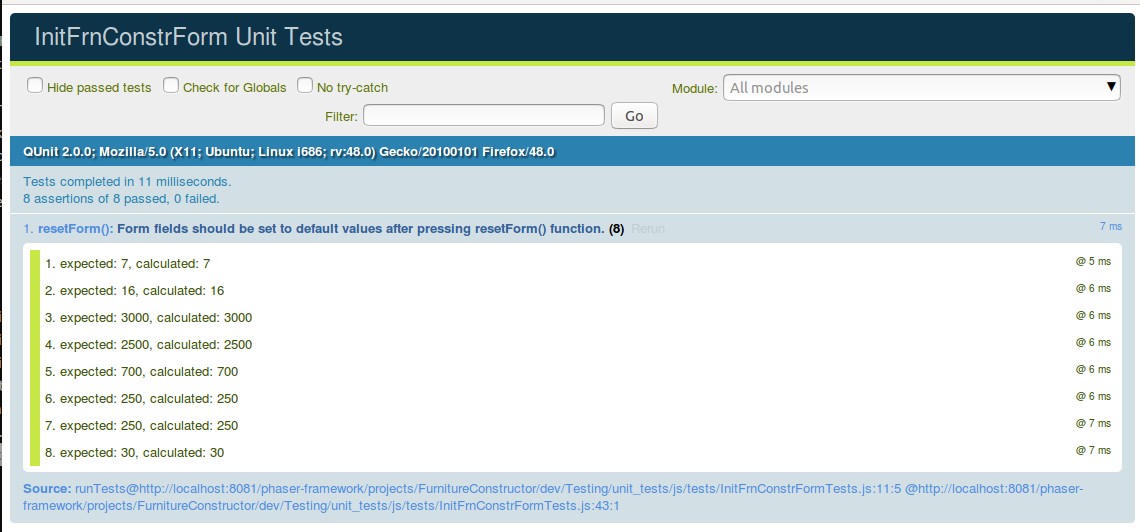 InitFrnConstrForm Unit Tests
Hide passed tests Check for Globals No try-catch Module: All modules
Filter: Go
QUnit 2.0.0; Mozilla/5.0 (X11; Ubuntu; Linux i686; rv:48.0) Gecko/20100101 Firefox/48.0
Tests completed in 11 milliseconds.
8 assertions of 8 passed, 0 failed.
1. resetForm(): Form fields should be set to default values after pressing resetForm() function. (8) Rerun 7 ms
1. expected: 7, calculated: 7 @ 5 ms
2. expected: 16, calculated: 16 @ 6 ms
3. expected: 3000, calculated: 3000 @ 6 ms
4. expected: 2500, calculated: 2500 @ 6 ms
5. expected: 700, calculated: 700 @ 6 ms
6. expected: 250, calculated: 250 @ 6 ms
7. expected: 250, calculated: 250 @ 7 ms
8. expected: 30, calculated: 30 @ 7 ms
Source: runTests@http://localhost:8081/phaser-framework/projects/FurnitureConstructor/dev/Testing/unit_tests/js/tests/InitFrnConstrFormTests.js:11:5 @http://localhost:8081/phaser-
framework/projects/FurnitureConstructor/dev/Testing/unit_tests/js/tests/InitFrnConstrFormTests.js:43:1